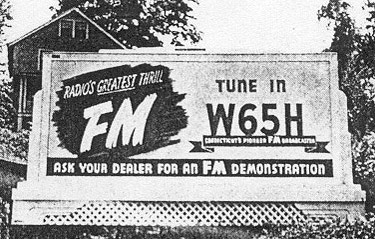 RADIO'S GREATEST THRILL
FM
TUNE IN
W65H
CONNECTICUT'S PIONEER FM BROADCASTER
ASK YOUR DEALER FOR AN FM DEMONSTRATION